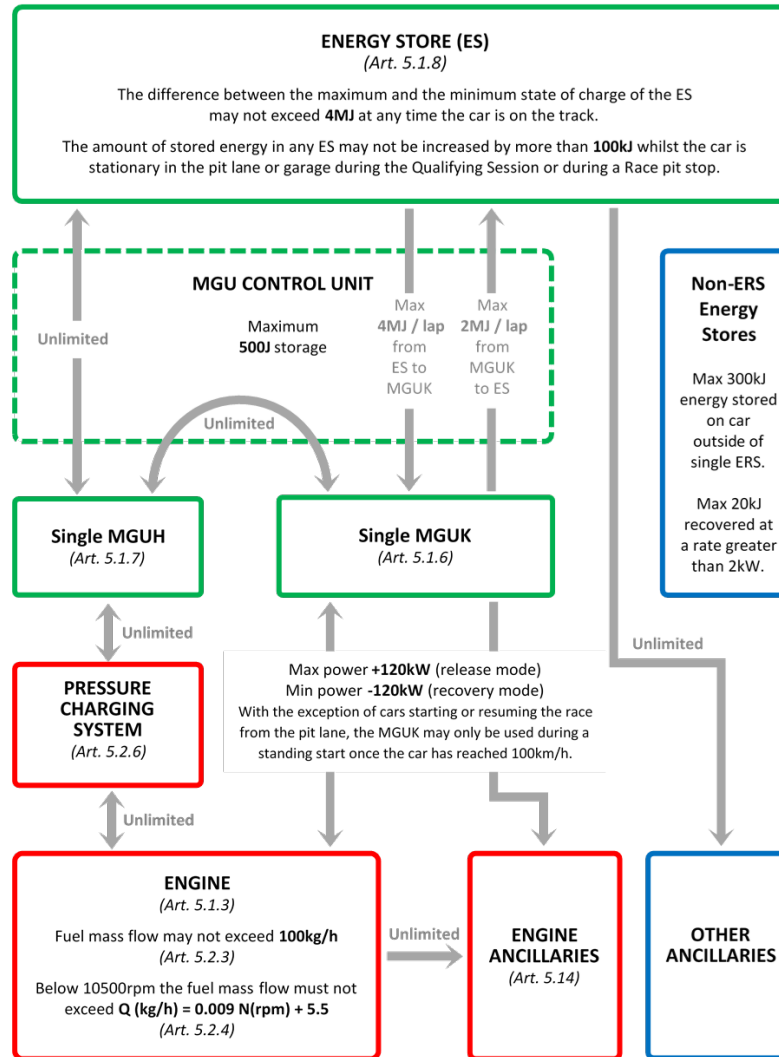 ENERGY STORE (ES)
(Art. 5.1.8)
The difference between the maximum and the minimum state of charge of the ES
may not exceed 4MJ at any time the car is on the track.
The amount of stored energy in any ES may not be increased by more than 100kJ whilst the car is
stationary in the pit lane or garage during the Qualifying Session or during a Race pit stop.
Unlimited
MGU CONTROL UNIT
Maximum
500J storage
Max
4MJ / lap
from
ES to
MGUK
Max
2MJ / lap
from
MGUK
to ES
Unlimited
Non-ERS
Energy
Stores
Max 300kJ
energy stored
on car
outside of
single ERS.
Max 20kJ
recovered at
a rate greater
than 2kW.
Single MGUH
(Art. 5.1.7)
Single MGUK
(Art. 5.1.6)
Unlimited
Unlimited
Max power +120kW (release mode)
Min power -120kW (recovery mode)
With the exception of cars starting or resuming the race
from the pit lane, the MGUK may only be used during a
standing start once the car has reached 100km/h.
PRESSURE
CHARGING
SYSTEM
(Art. 5.2.6)
Unlimited
ENGINE
(Art. 5.1.3)
Fuel mass flow may not exceed 100kg/h
(Art. 5.2.3)
Below 10500rpm the fuel mass flow must not
exceed Q (kg/h) = 0.009 N(rpm) + 5.5
(Art. 5.2.4)
Unlimited
ENGINE
ANCILLARIES
(Art. 5.14)
OTHER
ANCILLARIES